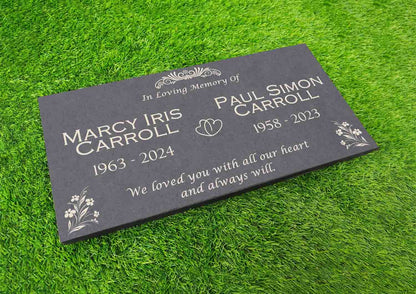 In Loving Memory Of
MARCY IRIS
CARROLL
1963 - 2024
PAUL SIMON
CARROLL
1958 - 2023
We loved you with all our heart
and always will.